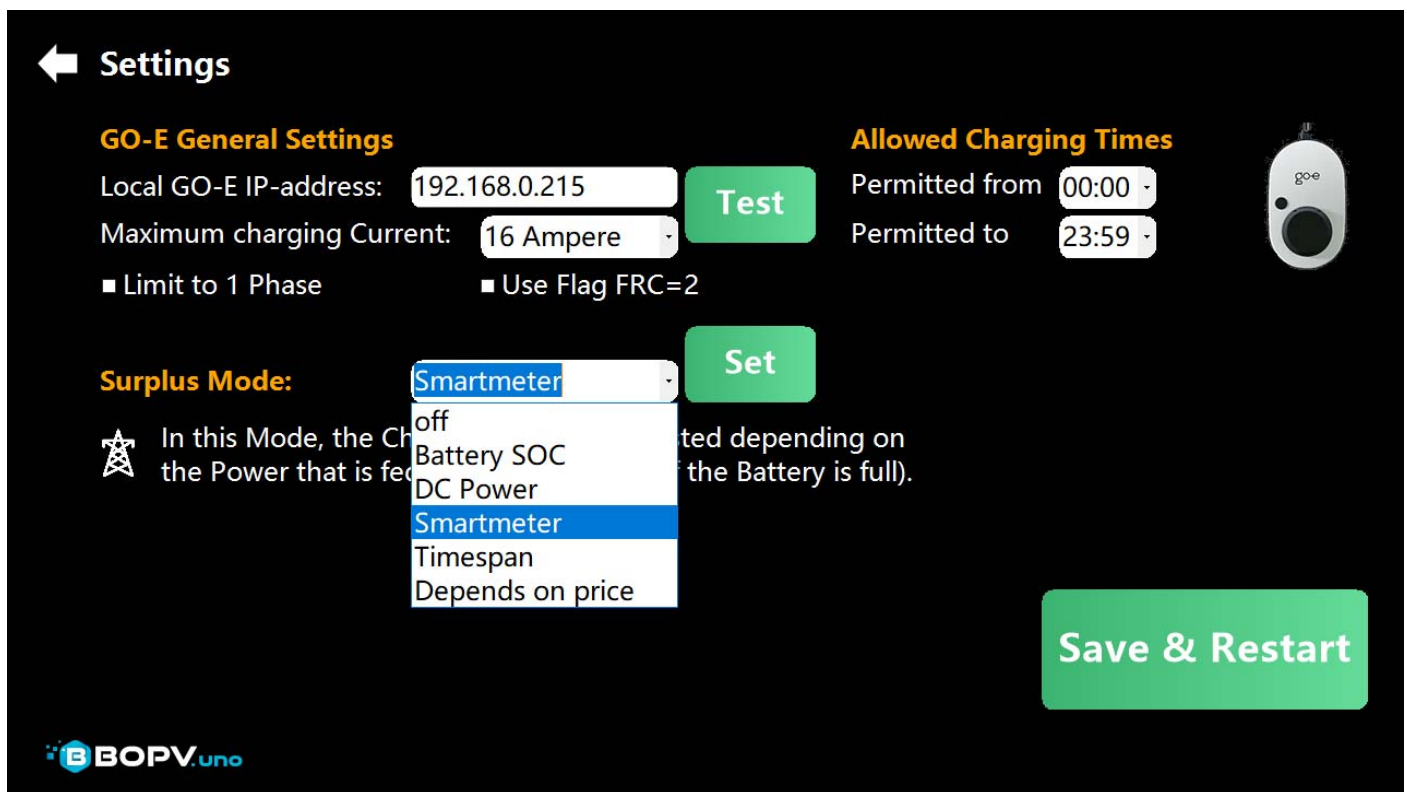 Settings
GO-E General Settings
Local GO-E IP-address: 192.168.0.215
Test
Maximum charging Current: 16 Ampere
Limit to 1 Phase
Use Flag FRC=2
Allowed Charging Times
Permitted from 00:00
Permitted to 23:59
go-e
Surplus Mode: Smartmeter
Set
off
Battery SOC
DC Power
Smartmeter
Timespan
Depends on price
In this Mode, the Ch ted depending on
the Power that is fe the Battery is full).
Save & Restart
B BOPV.uno